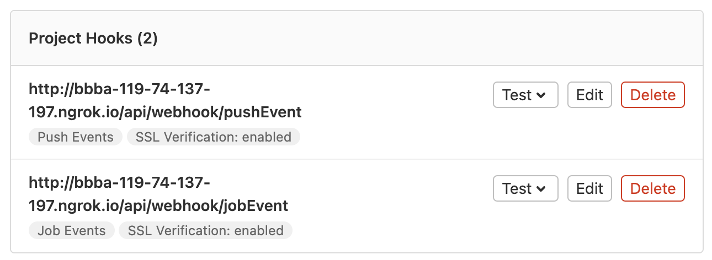 Project Hooks (2)
http://bbba-119-74-137-
197.ngrok.io/api/webhook/pushEvent
Test Edit Delete
Push Events SSL Verification: enabled
http://bbba-119-74-137-
197.ngrok.io/api/webhook/jobEvent
Test Edit Delete
Job Events SSL Verification: enabled